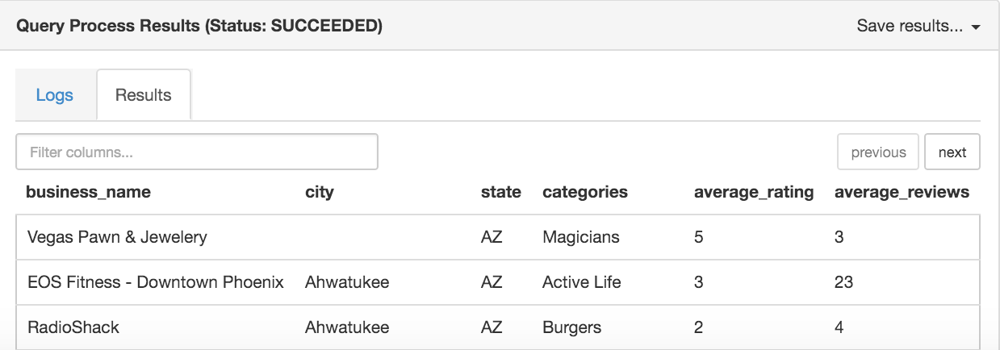 Query Process Results (Status: SUCCEEDED) Save results...
Logs Results
Filter columns... previous next
business_name city state categories average_rating average_reviews
Vegas Pawn & Jewelery AZ Magicians 5 3
EOS Fitness - Downtown Phoenix Ahwatukee AZ Active Life 3 23
RadioShack Ahwatukee AZ Burgers 2 4